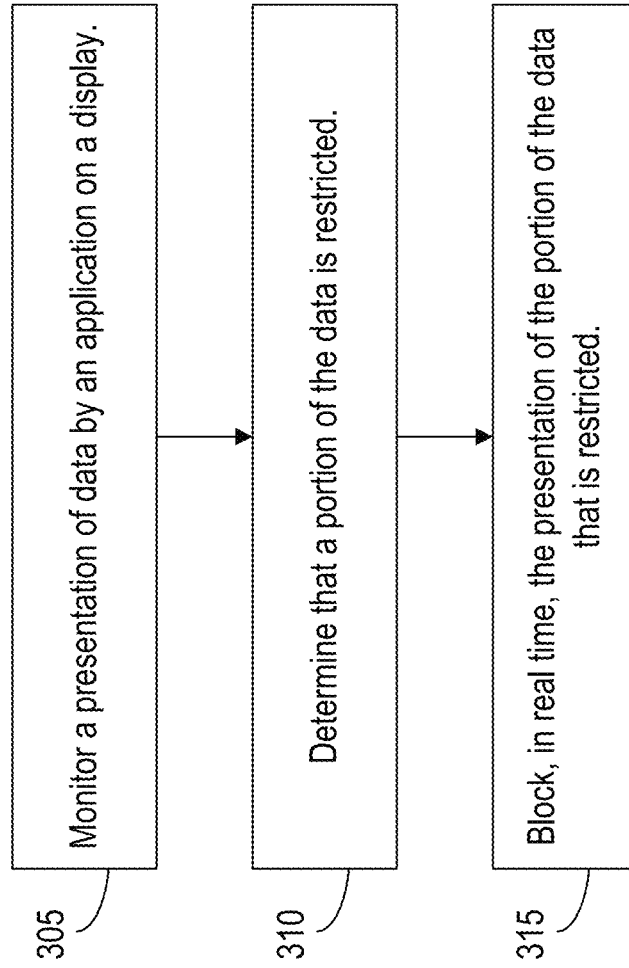 305
Monitor a presentation of data by an application on a display.
310
Determine that a portion of the data is restricted.
315
Block, in real time, the presentation of the portion of the data
that is restricted.